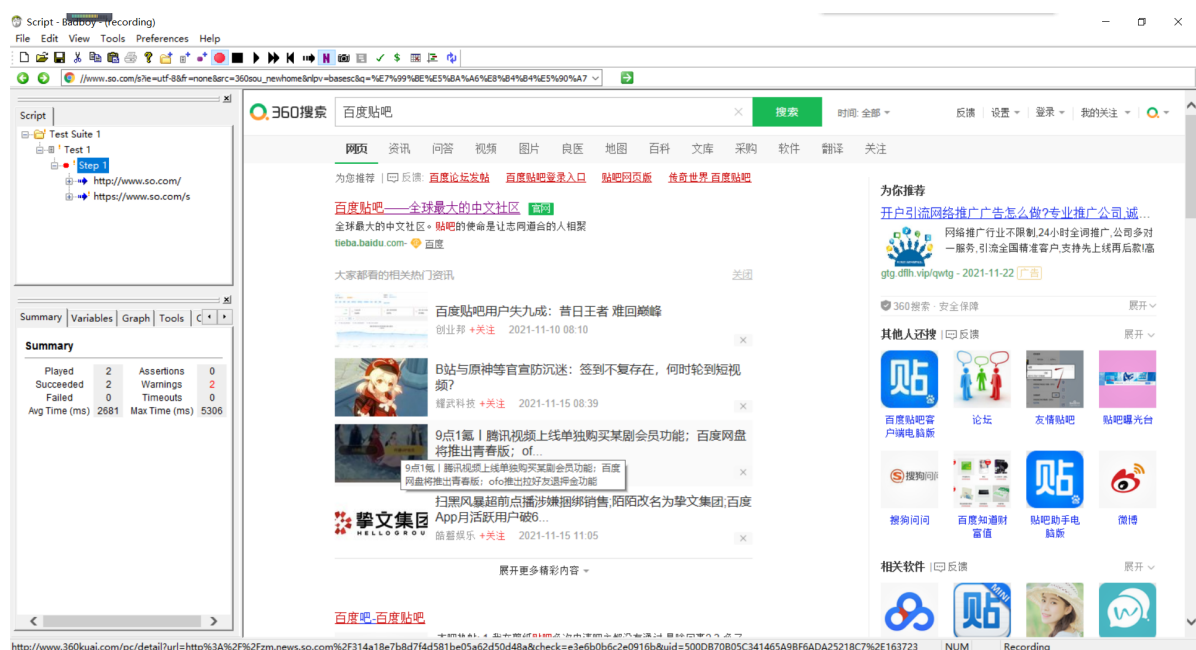 Script - Badboy - (recording)
File Edit View Tools Preferences Help
//www.so.com/s?ie=utf-8&fr=none&src=360sou_newhome&nlpv=basesc&q=%E7%99%BE%E5%BA%A6%E8%B4%B4%E5%90%A7
Script
Test Suite 1
Test 1
Step 1
http://www.so.com/
https://www.so.com/s
Summary Variables Graph Tools C
Summary
Played 2 Assertions 0
Succeeded 2 Warnings 2
Failed 0 Timeouts 0
Avg Time (ms) 2681 Max Time (ms) 5306
360搜索 百度贴吧 搜索 时间: 全部 反馈 设置 登录 我的关注
网页 资讯 问答 视频 图片 良医 地图 百科 文库 采购 软件 翻译 关注
为您推荐 反馈: 百度论坛发帖 百度贴吧登录入口 贴吧网页版 传奇世界 百度贴吧
百度贴吧——全球最大的中文社区 官网
全球最大的中文社区。贴吧的使命是让志同道合的人相聚
tieba.baidu.com- 百度
大家都看的相关热门资讯 关闭
百度贴吧用户失九成：昔日王者 难回巅峰
创业邦 +关注 2021-11-10 08:10
B站与原神等官宣防沉迷：签到不复存在，何时轮到短视
频?
耀武科技 +关注 2021-11-15 08:39
9点1氪丨腾讯视频上线单独购买某剧会员功能；百度网盘
将推出青春版；of...
9点1氪丨腾讯视频上线单独购买某剧会员功能；百度
网盘将推出青春版；ofo推出拉好友退押金功能
扫黑风暴超前点播涉嫌捆绑销售;陌陌改名为挚文集团;百度
App月活跃用户破6...
挚文集团
HELLOGROU
皓蓝娱乐 +关注 2021-11-15 11:05
展开更多精彩内容
百度吧-百度贴吧
为你推荐
开户引流网络推广广告怎么做?专业推广公司,诚...
网络推广行业不限制,24小时全词推广,公司多对
一服务,引流全国精准客户,支持先上线再后款!高
gtg.dflh.vip/qwtg - 2021-11-22 广告
360搜索 · 安全保障 展开
其他人还搜 反馈 展开
贴
百度贴吧客
户端电脑版
论坛
友情贴吧
贴吧曝光台
搜狗问问
搜狗问问
百度知道财
富值
贴
贴吧助手电
脑版
微博
相关软件 反馈 展开
贴 MINI
http://www.360kuai.com/pc/detail?url=http%3A%2F%2Fzm.news.so.com%2F314a18e7b8d7f4d581be05a62d50d48a&check=e3e6b0b6c2e0916b&uid=500DB70B05C341465A9BF6ADA25218C7%2E163723 NUM Recording